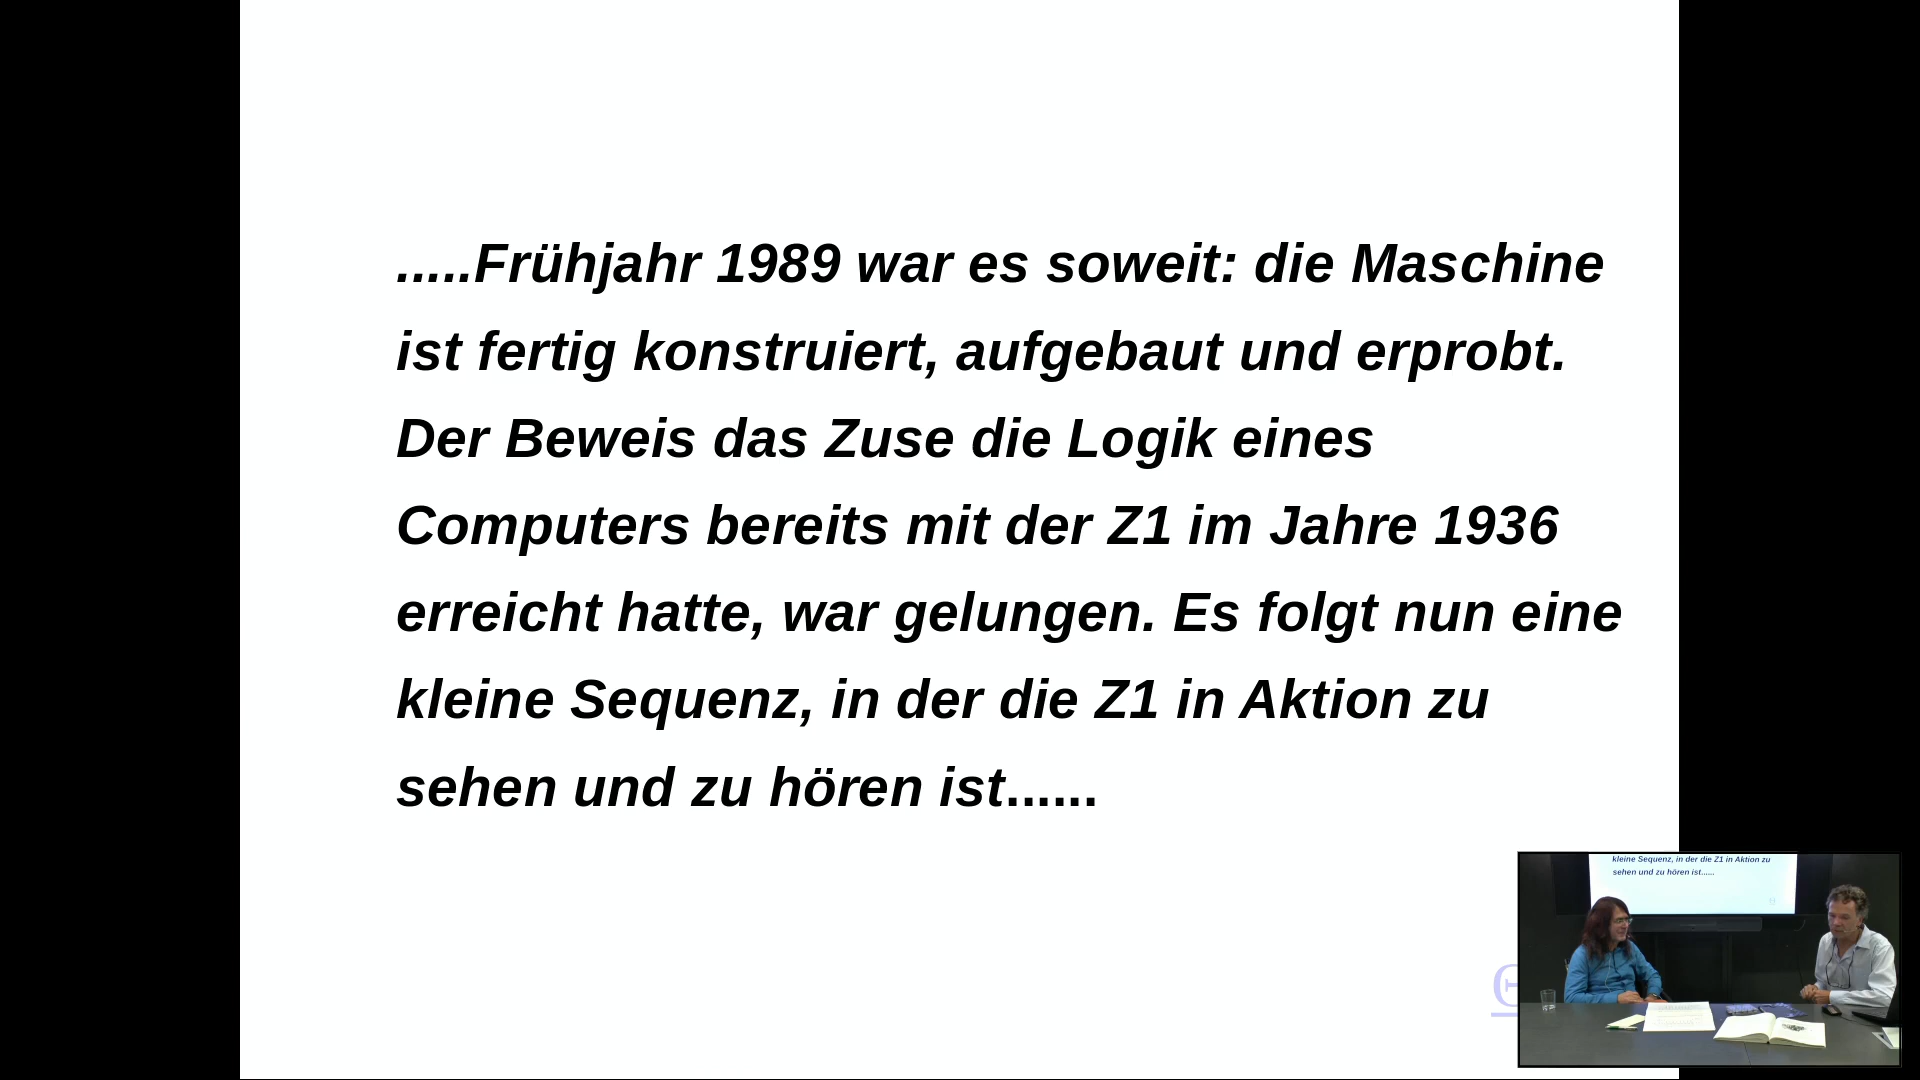 .....Frühjahr 1989 war es soweit: die Maschine
ist fertig konstruiert, aufgebaut und erprobt.
Der Beweis das Zuse die Logik eines
Computers bereits mit der Z1 im Jahre 1936
erreicht hatte, war gelungen. Es folgt nun eine
kleine Sequenz, in der die Z1 in Aktion zu
sehen und zu hören ist......
kleine Sequenz, in der die Z1 in Aktion zu
sehen und zu hören ist......